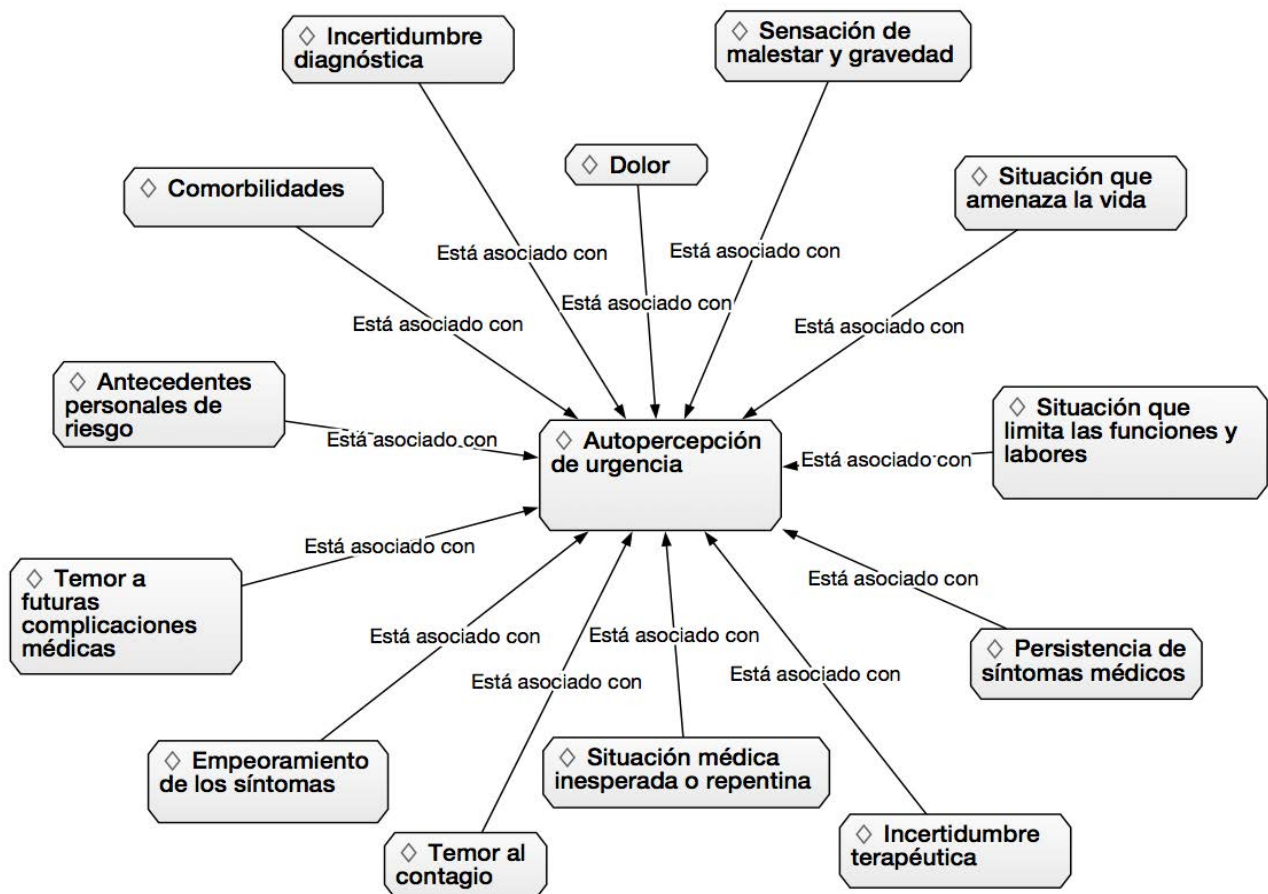 Incertidumbre
diagnóstica
Sensación de
malestar y gravedad
Dolor
Comorbilidades
Situación que
amenaza la vida
Está asociado con
Está asociado con
Está asociado con
Está asociado con
Está asociado con
Antecedentes
personales de
riesgo
Situación que
limita las funciones y
labores
Está asociado con
Autopercepción
de urgencia
Está asociado con
Está asociado con
Temor a
futuras
complicaciones
médicas
Está asociado con
Está asociado con
Está asociado con
Está asociado con
Está asociado con
Persistencia de
síntomas médicos
Empeoramiento
de los síntomas
Situación médica
inesperada o repentina
Temor al
contagio
Incertidumbre
terapéutica